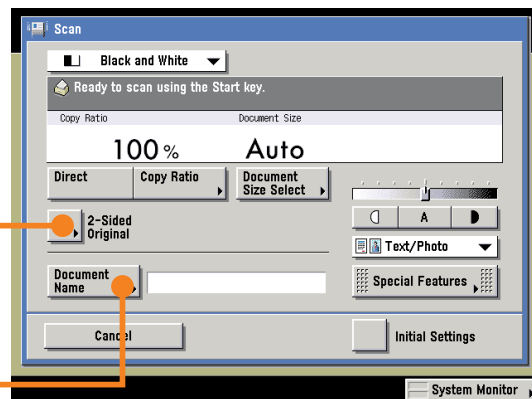 Scan
Black and White
Ready to scan using the Start key.
Copy Ratio
Document Size
100 %
Auto
Direct
Copy Ratio
Document
Size Select
2-Sided
Original
A
Text/Photo
Document
Name
Special Features
Cancel
Initial Settings
System Monitor